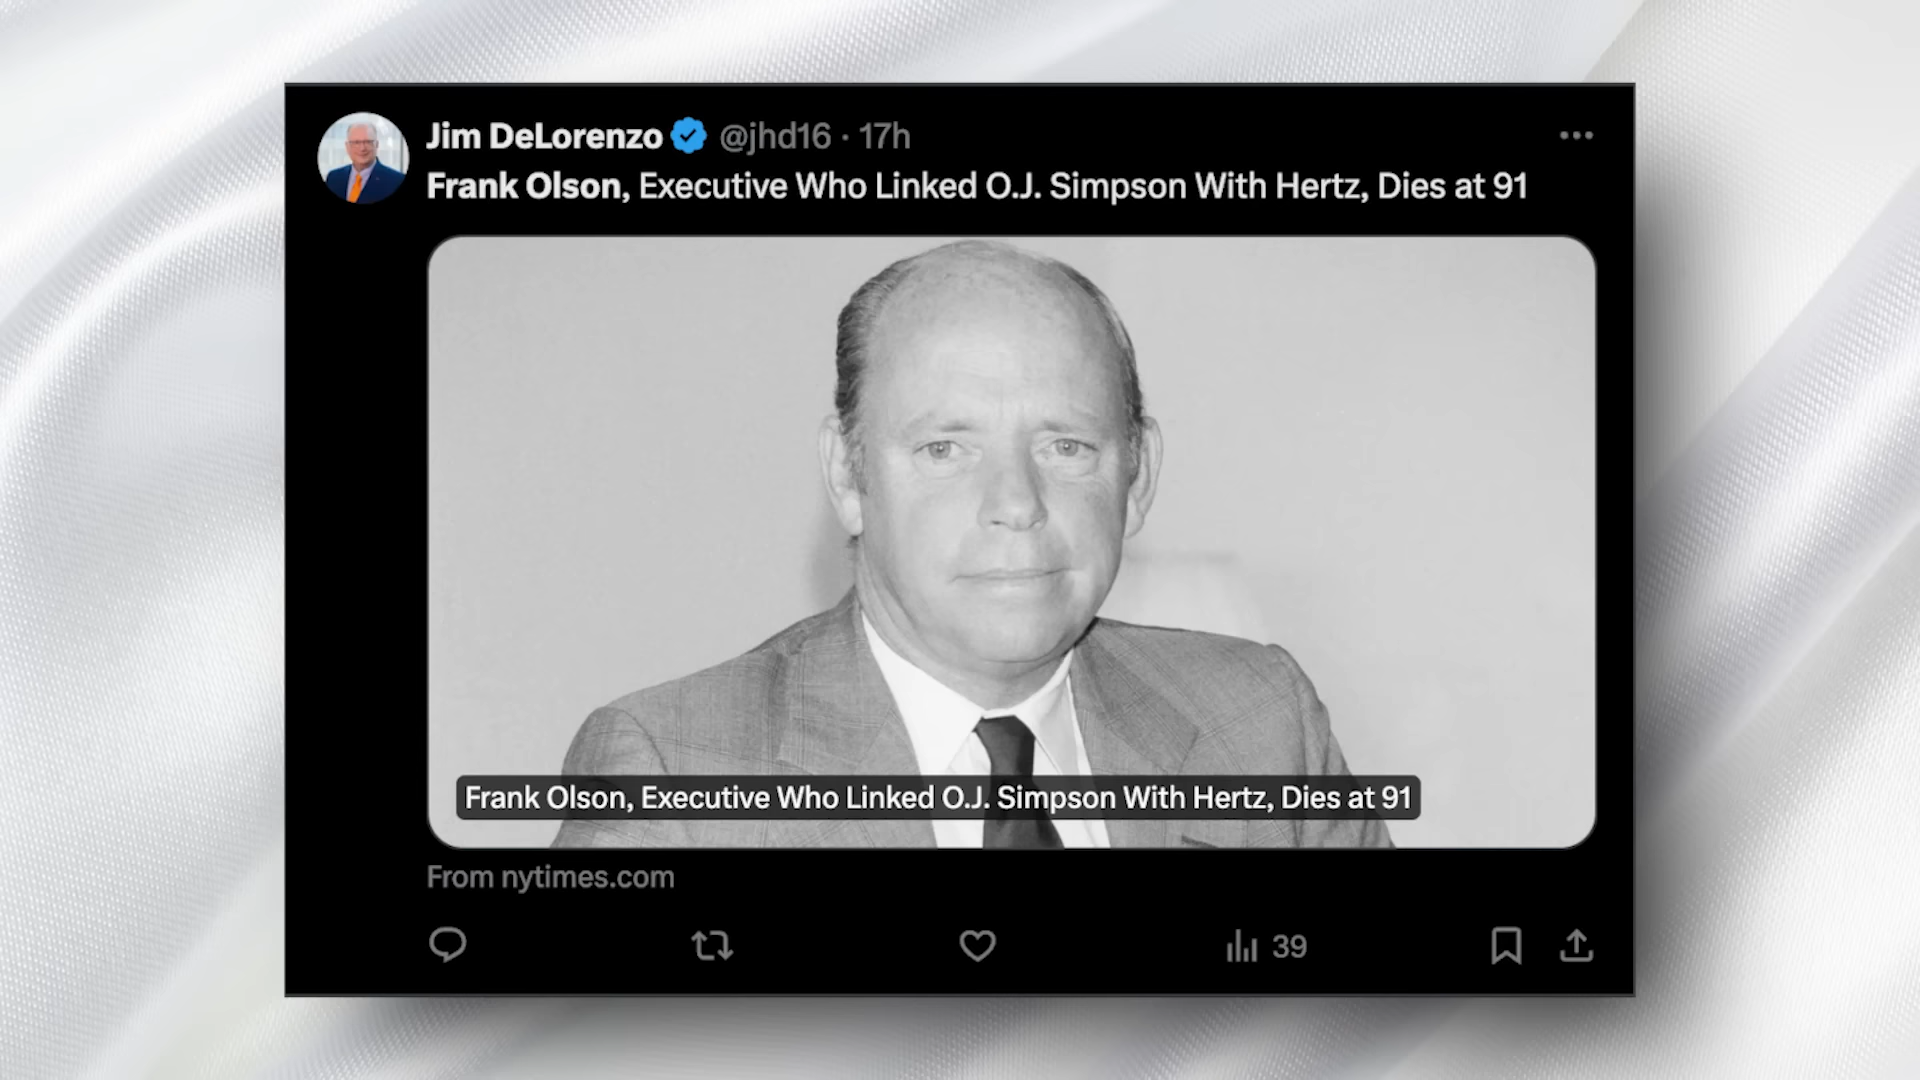 Jim DeLorenzo @jhd16 · 17h
Frank Olson, Executive Who Linked O.J. Simpson With Hertz, Dies at 91
Frank Olson, Executive Who Linked O.J. Simpson With Hertz, Dies at 91
From nytimes.com
39